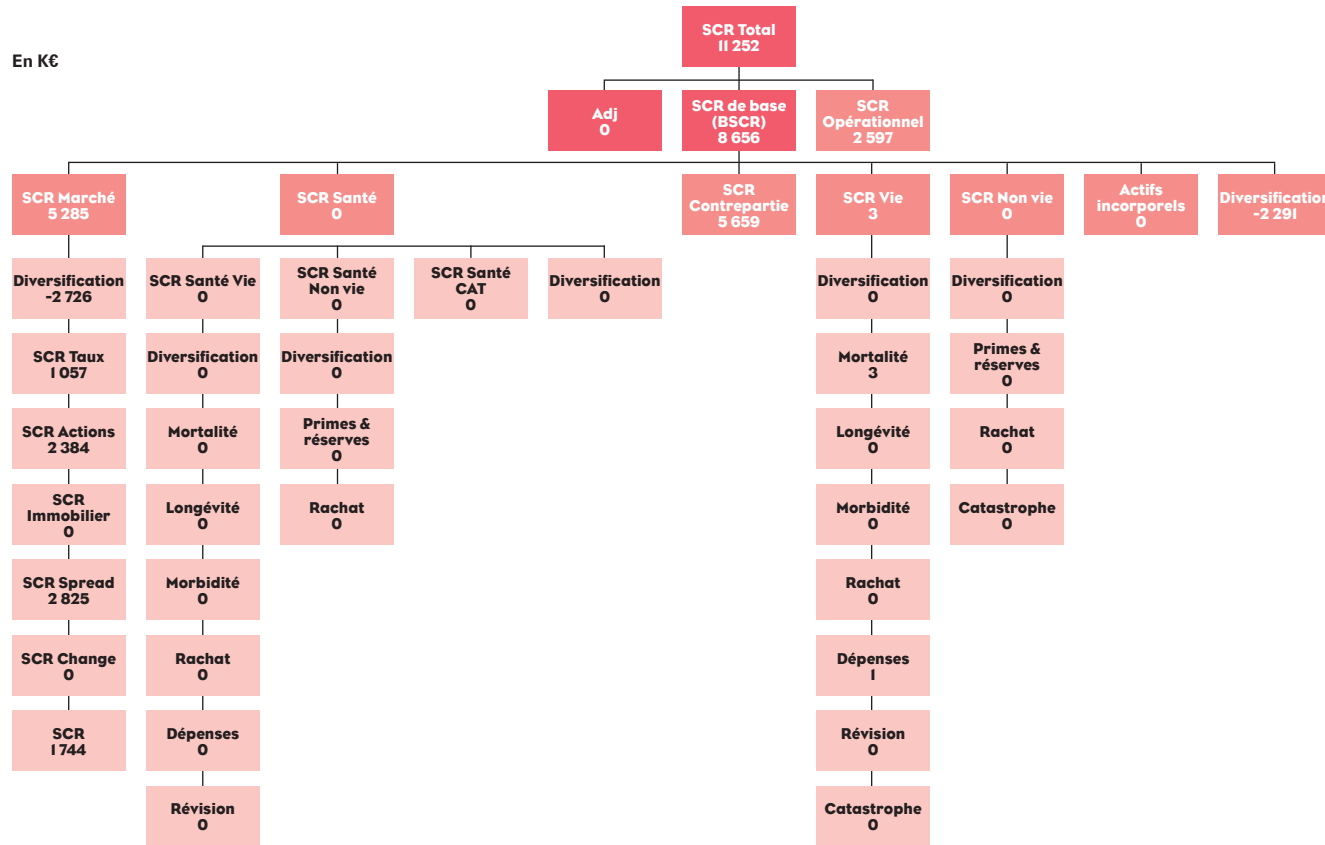 En K€
SCR Total
11 252
Adj
0
SCR de base
(BSCR)
8 656
SCR
Opérationnel
2 597
SCR Marché
5 285
SCR Santé
0
SCR
Contrepartie
5 659
SCR Vie
3
SCR Non vie
0
Actifs
incorporels
0
Diversification
-2 291
Diversification
-2 726
SCR Taux
1 057
SCR Actions
2 384
SCR
Immobilier
0
SCR Spread
2 825
SCR Change
0
SCR
1 744
SCR Santé Vie
0
Diversification
0
Mortalité
0
Longévité
0
Morbidité
0
Rachat
0
Dépenses
0
Révision
0
SCR Santé
Non vie
0
Diversification
0
Primes &
réserves
0
Rachat
0
SCR Santé
CAT
0
Diversification
0
Diversification
0
Mortalité
3
Longévité
0
Morbidité
0
Rachat
0
Dépenses
1
Révision
0
Catastrophe
0
Diversification
0
Primes &
réserves
0
Rachat
0
Catastrophe
0